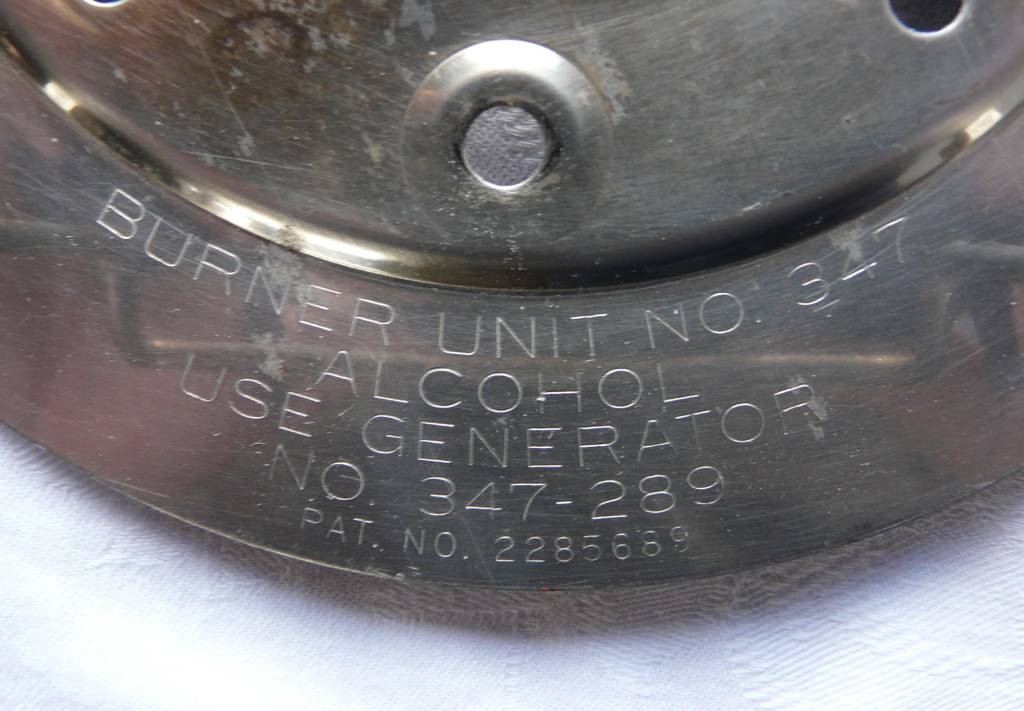 BURNER UNIT NO. 347
ALCOHOL
USE GENERATOR
NO. 347-289
PAT. NO. 2285689